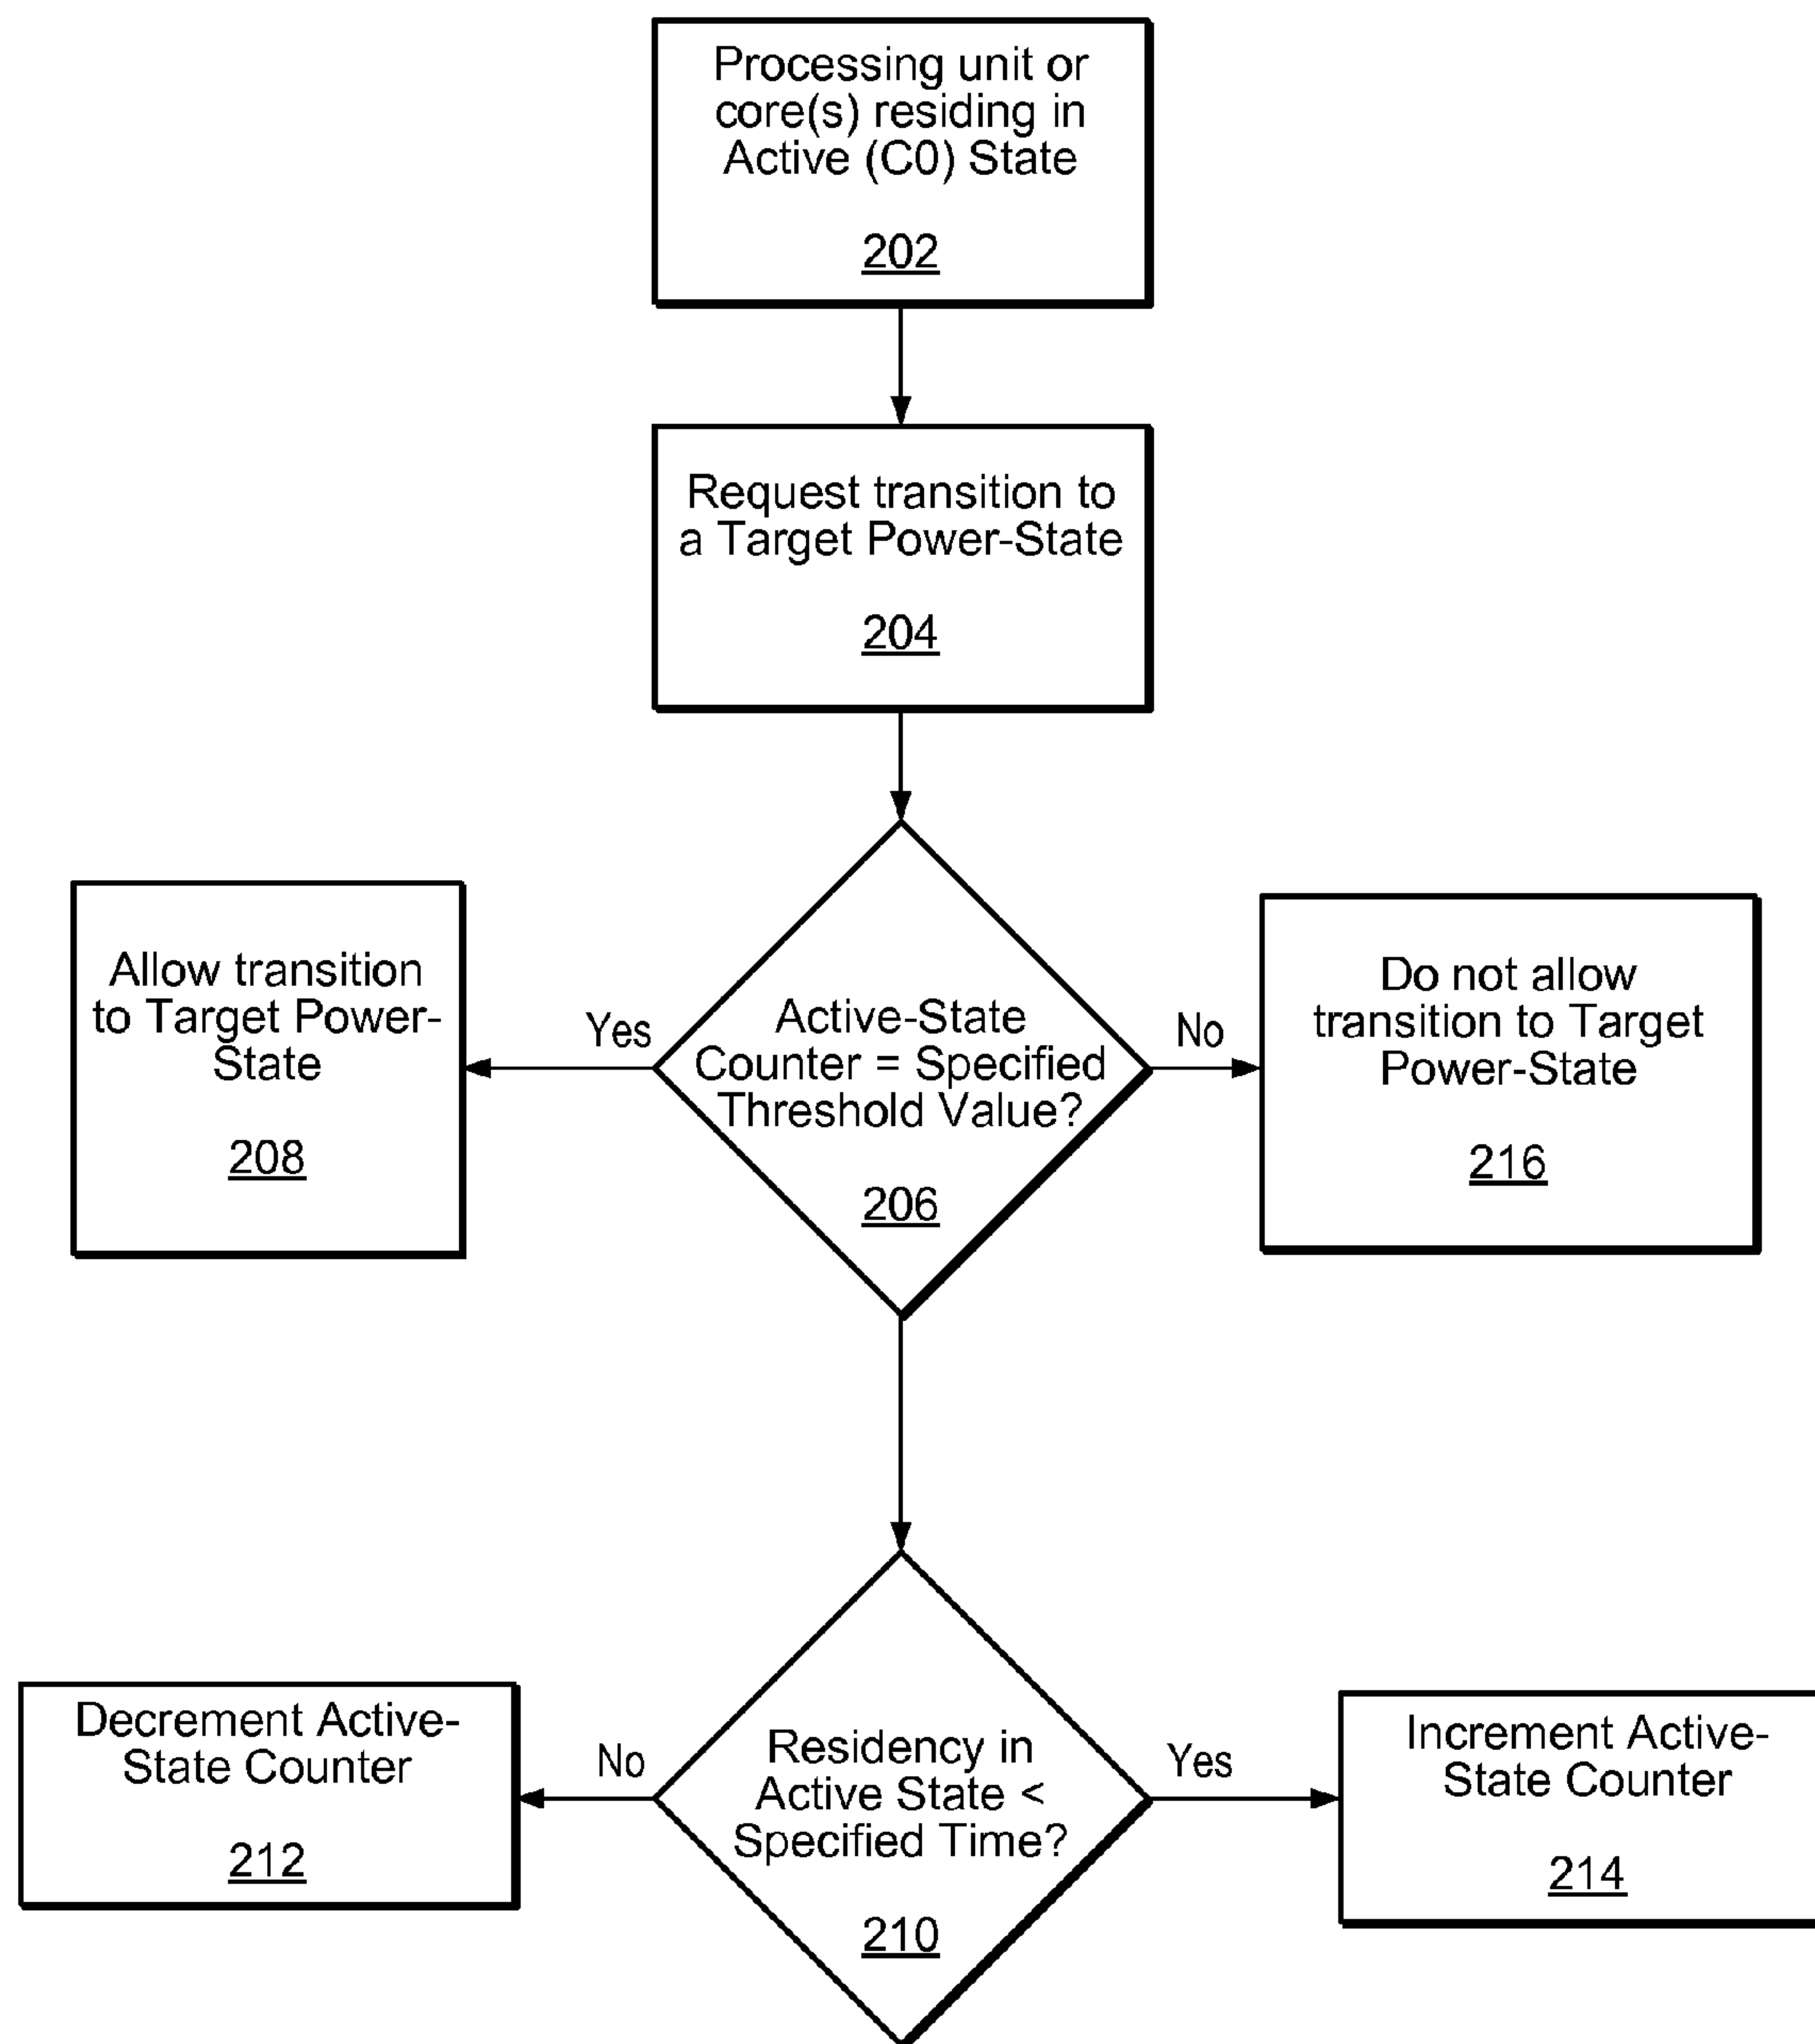 Processing unit or
core(s) residing in
Active (C0) State
202
Request transition to
a Target Power-State
204
Allow transition
to Target Power-
State
208
Yes
Active-State
Counter = Specified
Threshold Value?
206
No
Do not allow
transition to Target
Power-State
216
Decrement Active-
State Counter
212
No
Residency in
Active State <
Specified Time?
210
Yes
Increment Active-
State Counter
214